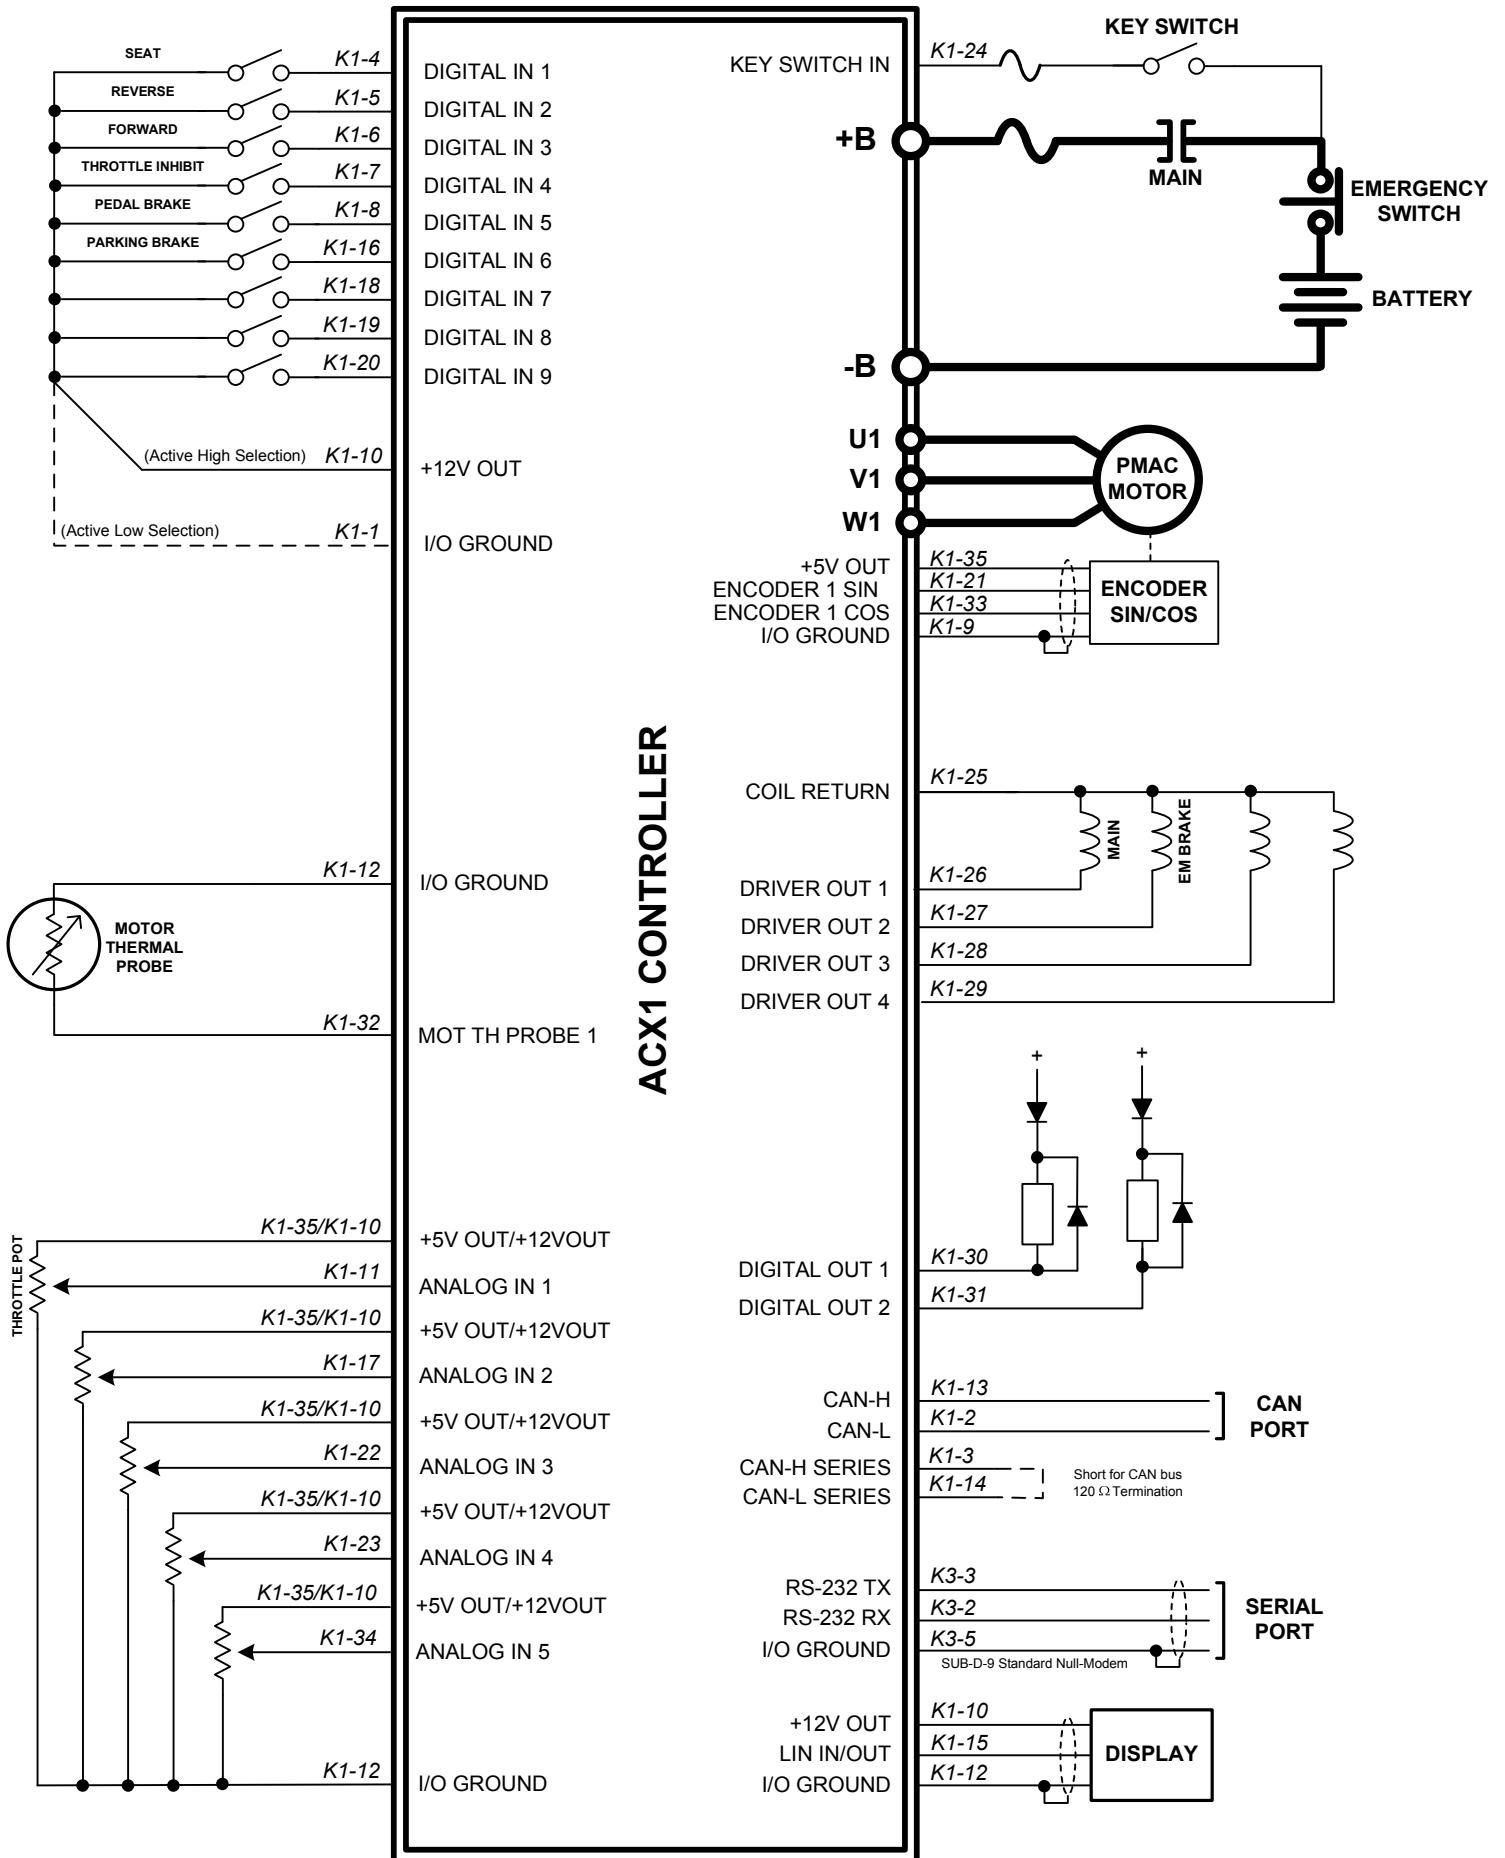 KEY SWITCH
SEAT
K1-4
DIGITAL IN 1
REVERSE
K1-5
DIGITAL IN 2
FORWARD
K1-6
DIGITAL IN 3
THROTTLE INHIBIT
K1-7
DIGITAL IN 4
PEDAL BRAKE
K1-8
DIGITAL IN 5
PARKING BRAKE
K1-16
DIGITAL IN 6
K1-18
DIGITAL IN 7
K1-19
DIGITAL IN 8
K1-20
DIGITAL IN 9
(Active High Selection)
K1-10
+12V OUT
(Active Low Selection)
K1-1
I/O GROUND
K1-12
I/O GROUND
MOTOR
THERMAL
PROBE
K1-32
MOT TH PROBE 1
THROTTLE POT
K1-35/K1-10
+5V OUT/+12VOUT
K1-11
ANALOG IN 1
K1-35/K1-10
+5V OUT/+12VOUT
K1-17
ANALOG IN 2
K1-35/K1-10
+5V OUT/+12VOUT
K1-22
ANALOG IN 3
K1-35/K1-10
+5V OUT/+12VOUT
K1-23
ANALOG IN 4
K1-35/K1-10
+5V OUT/+12VOUT
K1-34
ANALOG IN 5
K1-12
I/O GROUND
ACX1 CONTROLLER
KEY SWITCH IN
K1-24
+B
MAIN
EMERGENCY
SWITCH
BATTERY
-B
U1
V1
W1
PMAC
MOTOR
+5V OUT
K1-35
ENCODER 1 SIN
K1-21
ENCODER 1 COS
K1-33
I/O GROUND
K1-9
ENCODER
SIN/COS
COIL RETURN
K1-25
MAIN
EM BRAKE
DRIVER OUT 1
K1-26
DRIVER OUT 2
K1-27
DRIVER OUT 3
K1-28
DRIVER OUT 4
K1-29
+
+
DIGITAL OUT 1
K1-30
DIGITAL OUT 2
K1-31
CAN-H
K1-13
CAN-L
K1-2
CAN
PORT
CAN-H SERIES
K1-3
CAN-L SERIES
K1-14
Short for CAN bus
120 Ω Termination
RS-232 TX
K3-3
RS-232 RX
K3-2
I/O GROUND
K3-5
SUB-D-9 Standard Null-Modem
SERIAL
PORT
+12V OUT
K1-10
LIN IN/OUT
K1-15
I/O GROUND
K1-12
DISPLAY